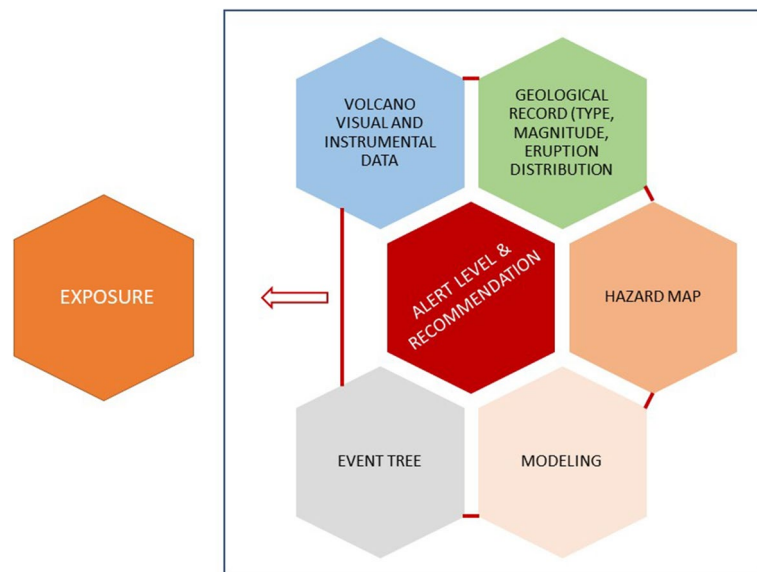 VOLCANO
VISUAL AND
INSTRUMENTAL
DATA
GEOLOGICAL
RECORD (TYPE,
MAGNITUDE,
ERUPTION
DISTRIBUTION
EXPOSURE
ALERT LEVEL &
RECOMMENDATION
HAZARD MAP
EVENT TREE
MODELING